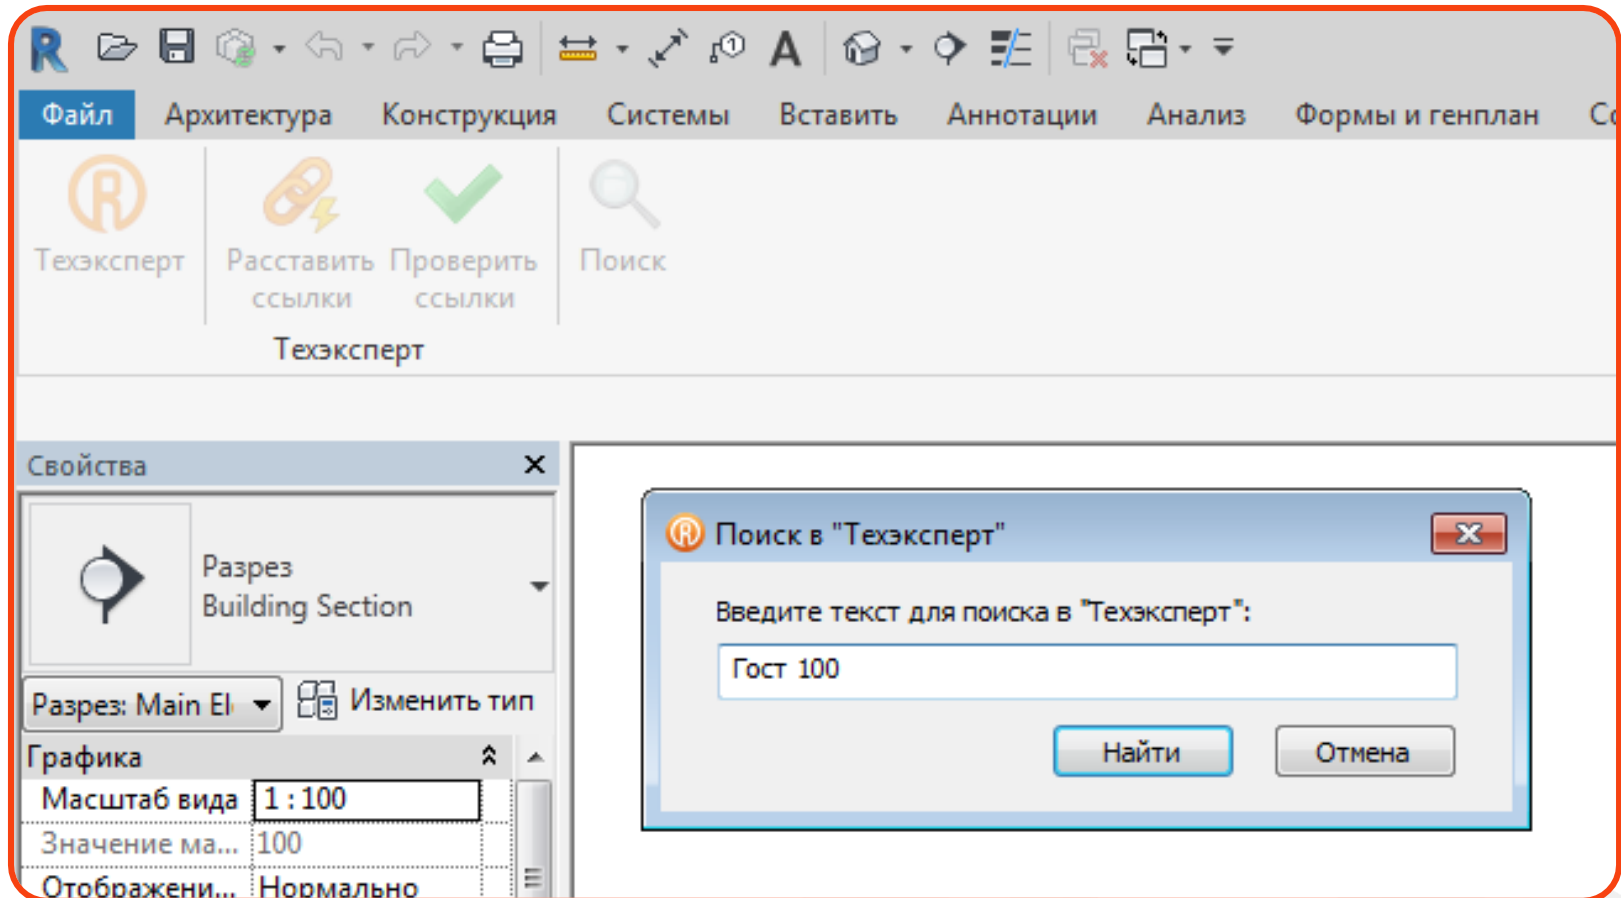 Файл Архитектура Конструкция Системы Вставить Аннотации Анализ Формы и генплан
Техэксперт
Расставить ссылки
Проверить ссылки
Поиск
Техэксперт
Свойства
Разрез
Building Section
Разрез: Main El
Изменить тип
Графика
Масштаб вида 1 : 100
Значение ма... 100
Отображени... Нормально
Поиск в "Техэксперт"
Введите текст для поиска в "Техэксперт":
Гост 100
Найти Отмена